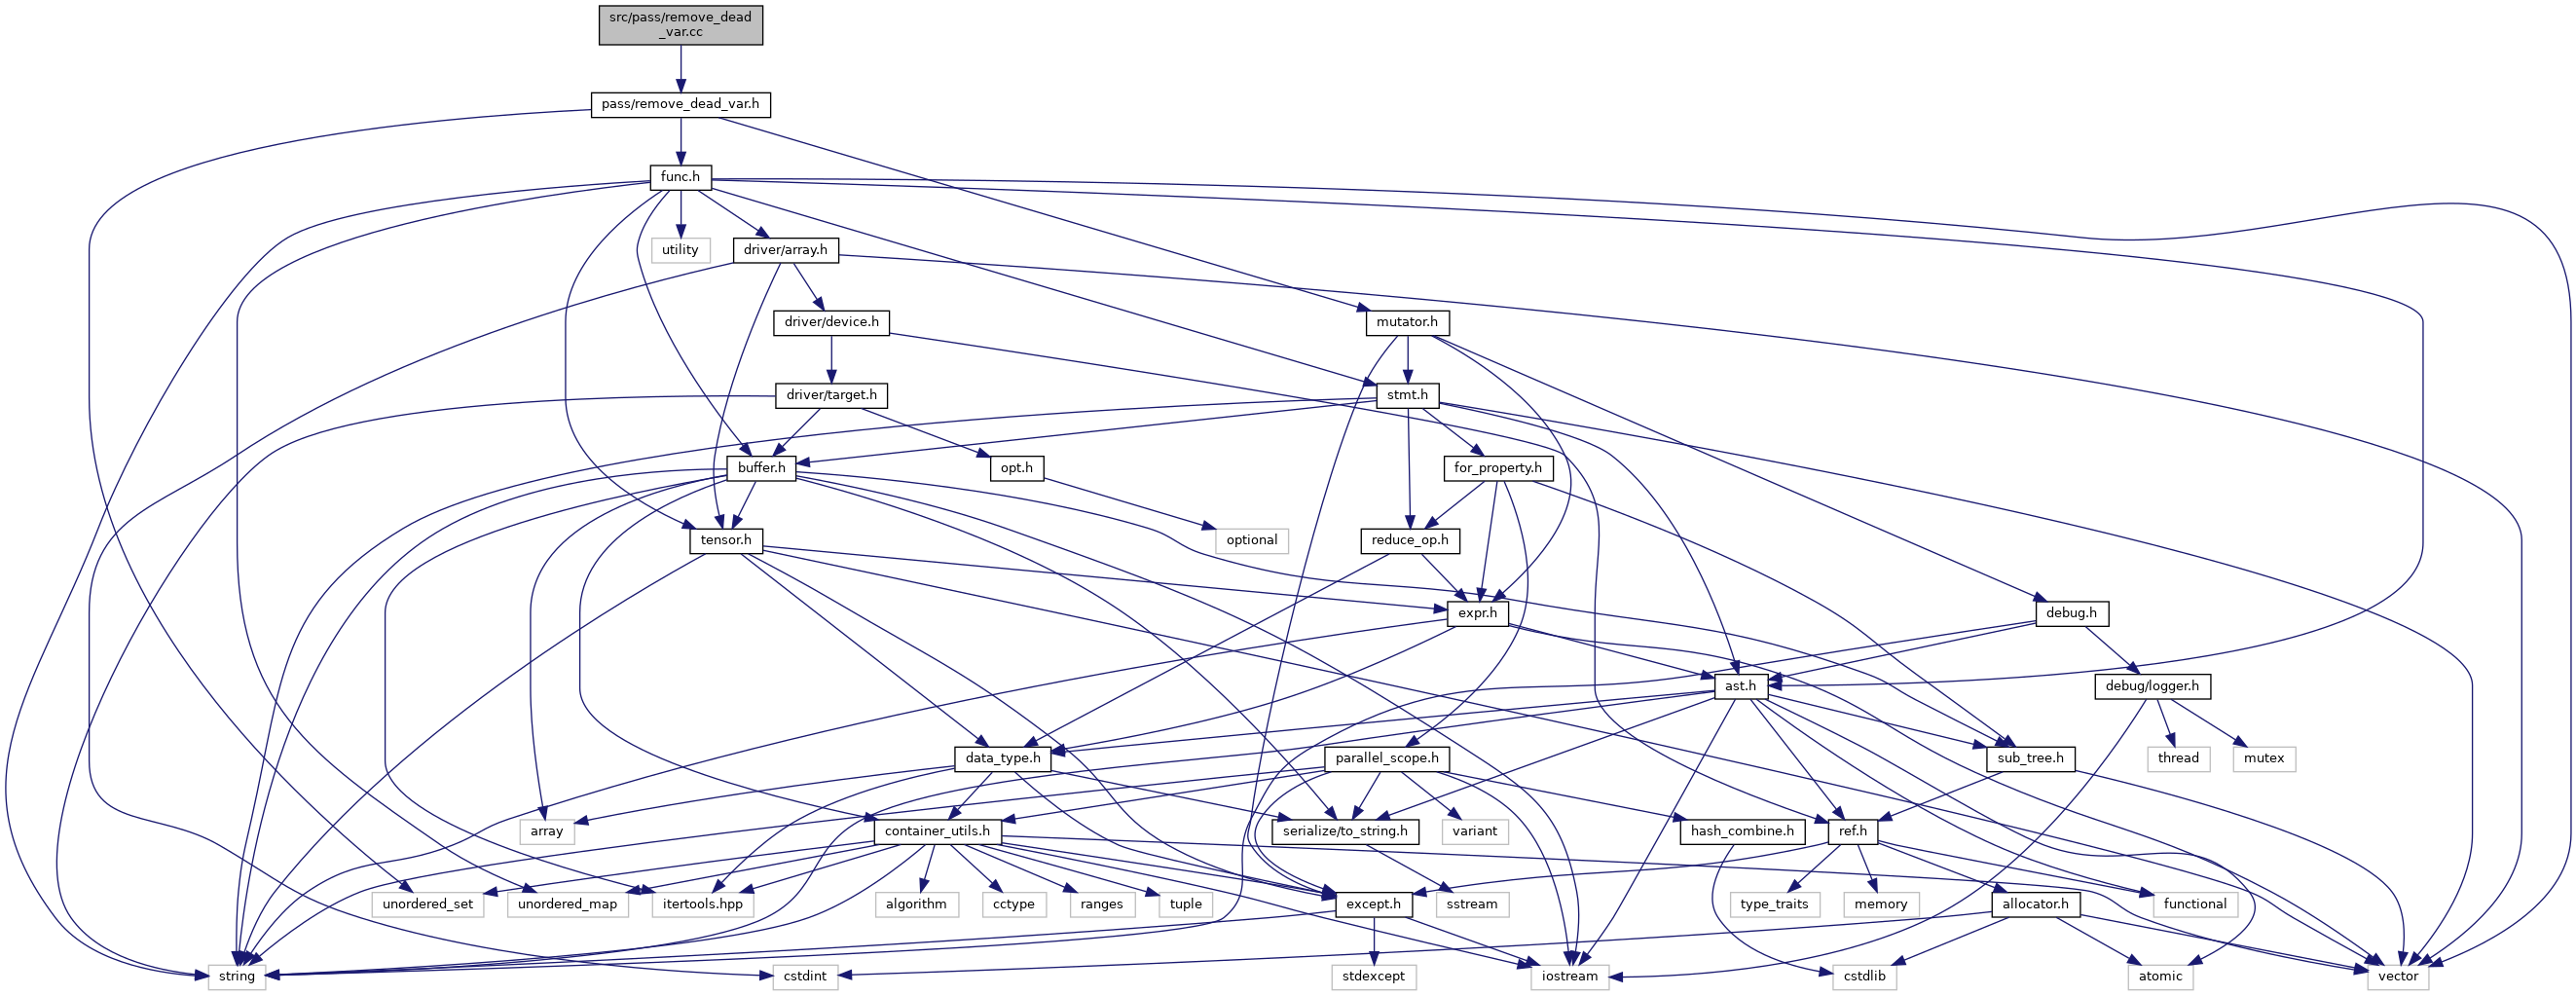 src/pass/remove_dead
_var.cc
pass/remove_dead_var.h
func.h
utility
driver/array.h
driver/device.h
mutator.h
driver/target.h
stmt.h
buffer.h
opt.h
for_property.h
tensor.h
optional
reduce_op.h
expr.h
debug.h
ast.h
debug/logger.h
data_type.h
parallel_scope.h
sub_tree.h
thread
mutex
array
container_utils.h
serialize/to_string.h
variant
hash_combine.h
ref.h
unordered_set
unordered_map
itertools.hpp
algorithm
cctype
ranges
tuple
except.h
sstream
type_traits
memory
allocator.h
functional
string
cstdint
stdexcept
iostream
cstdlib
atomic
vector